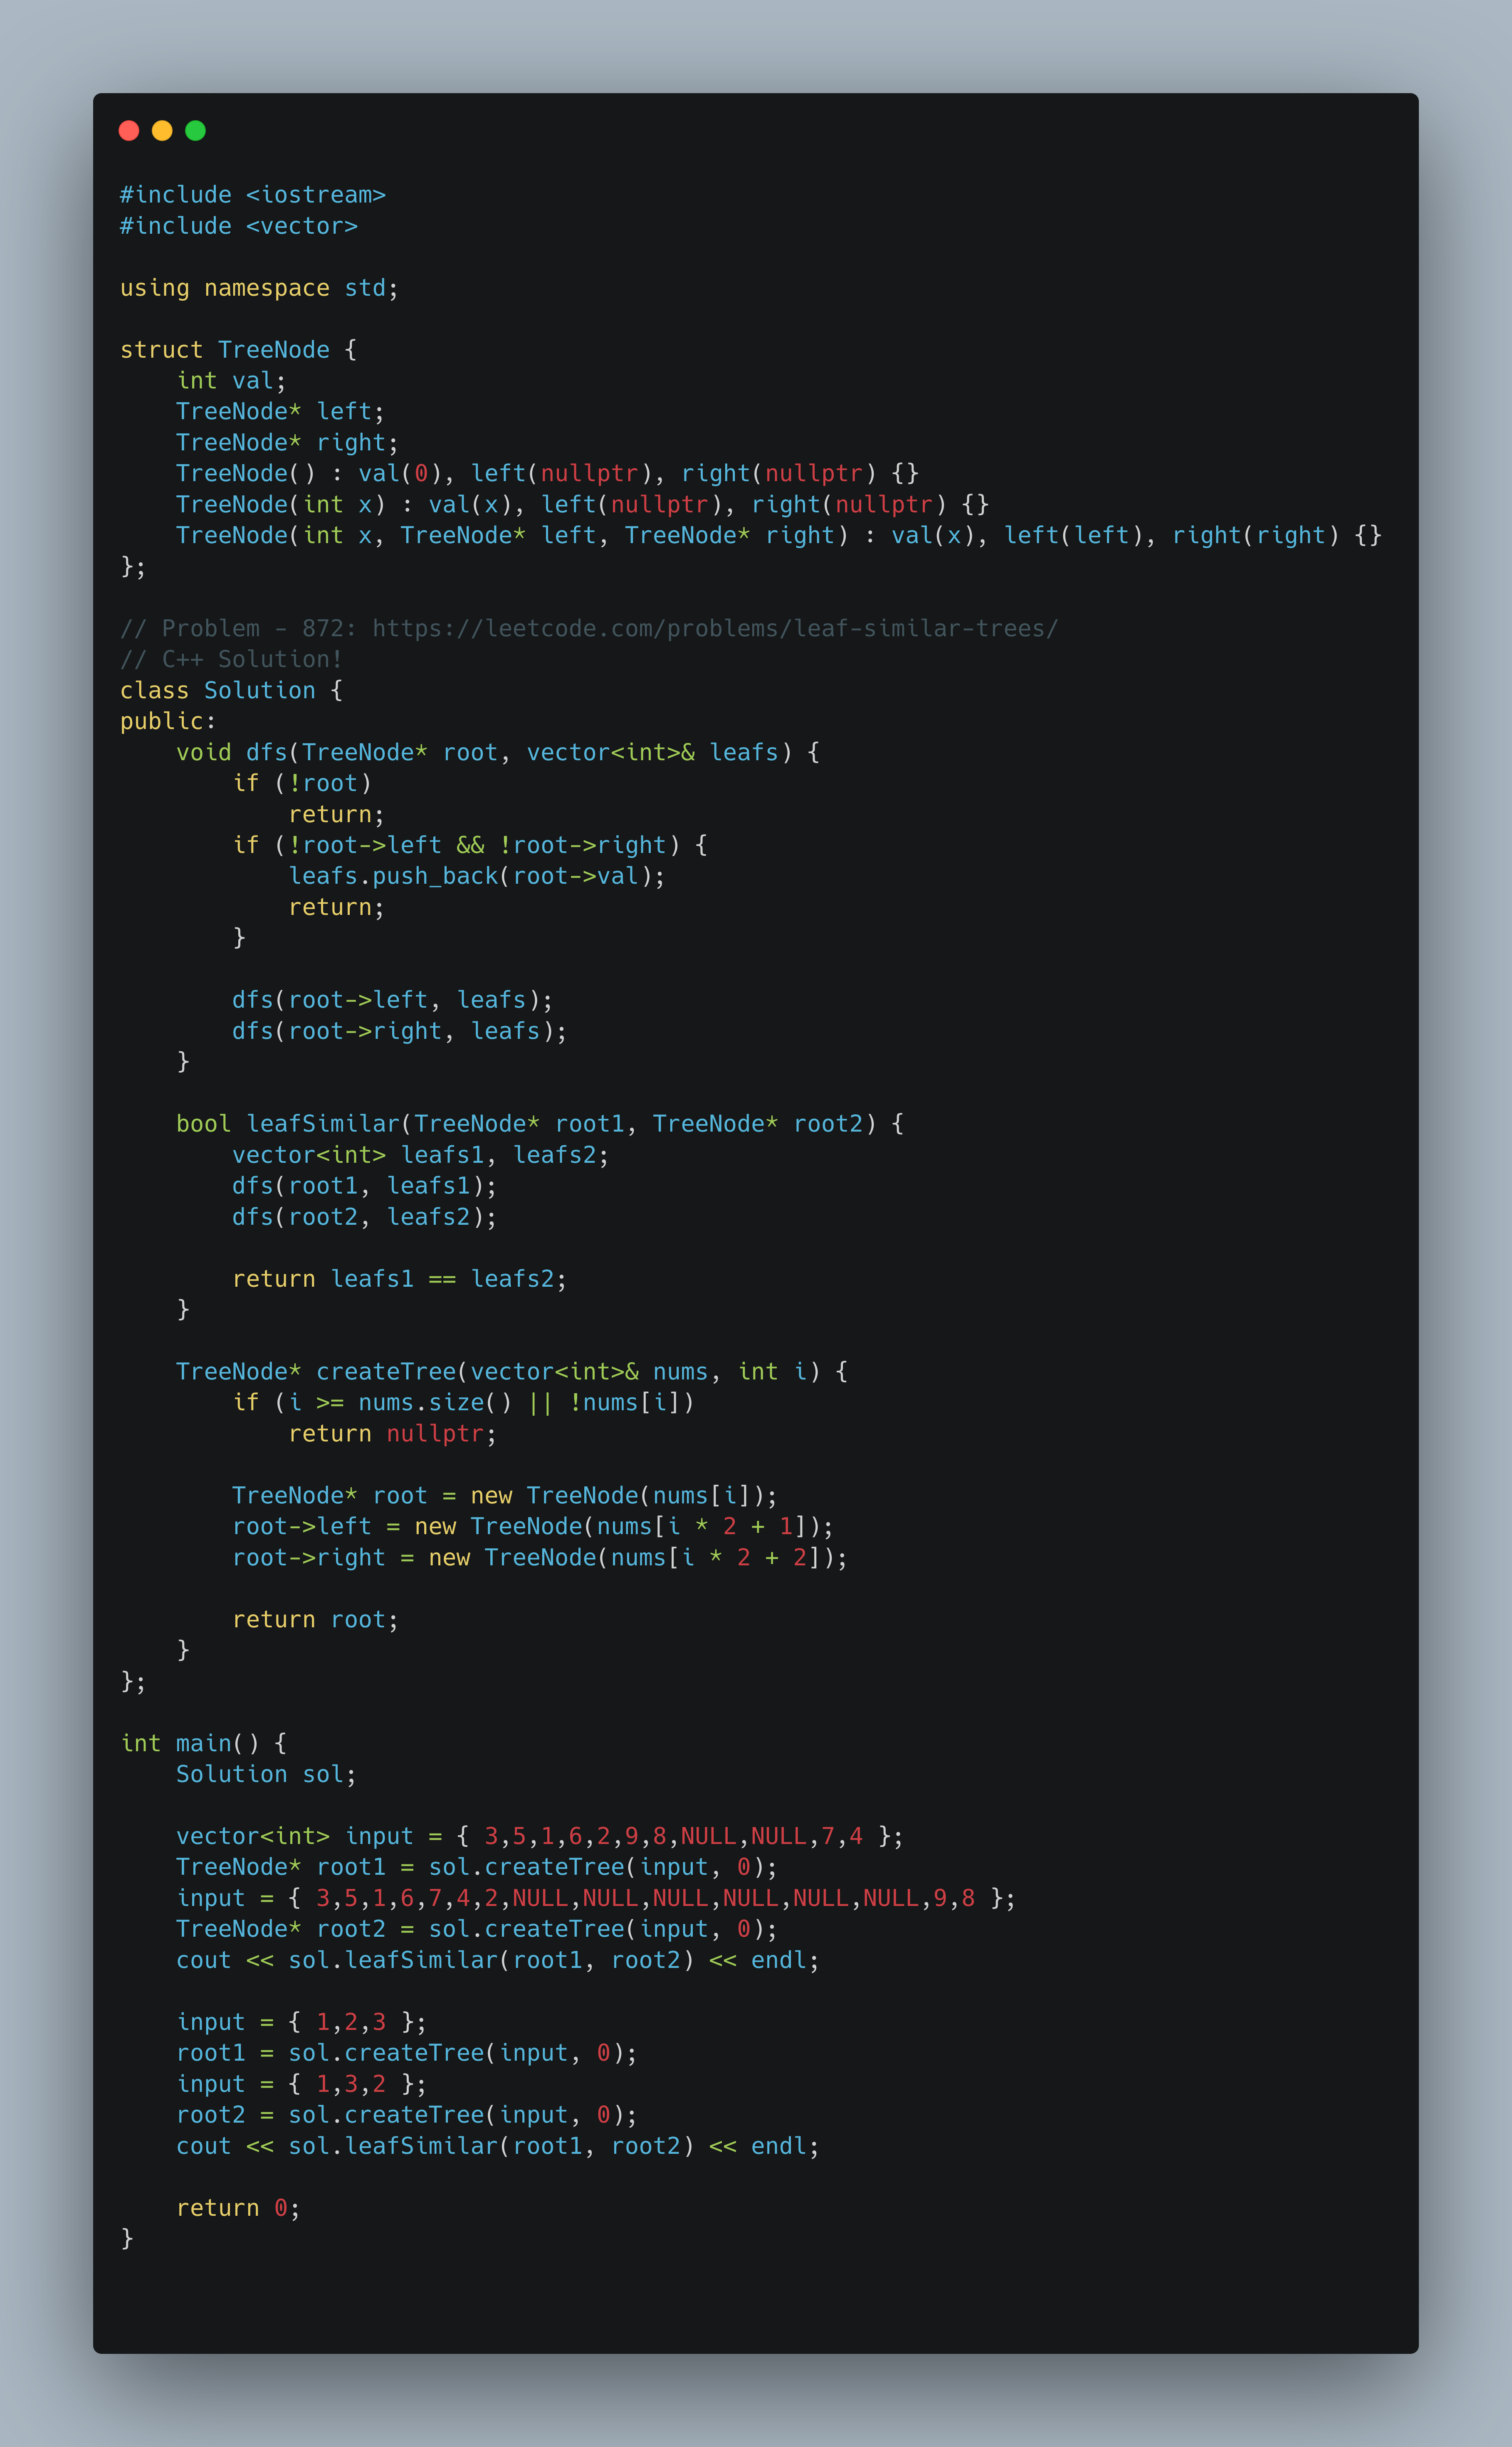 #include <iostream>
#include <vector>

using namespace std;

struct TreeNode {
    int val;
    TreeNode* left;
    TreeNode* right;
    TreeNode() : val(0), left(nullptr), right(nullptr) {}
    TreeNode(int x) : val(x), left(nullptr), right(nullptr) {}
    TreeNode(int x, TreeNode* left, TreeNode* right) : val(x), left(left), right(right) {}
};

// Problem - 872: https://leetcode.com/problems/leaf-similar-trees/
// C++ Solution!
class Solution {
public:
    void dfs(TreeNode* root, vector<int>& leafs) {
        if (!root)
            return;
        if (!root->left && !root->right) {
            leafs.push_back(root->val);
            return;
        }

        dfs(root->left, leafs);
        dfs(root->right, leafs);
    }

    bool leafSimilar(TreeNode* root1, TreeNode* root2) {
        vector<int> leafs1, leafs2;
        dfs(root1, leafs1);
        dfs(root2, leafs2);

        return leafs1 == leafs2;
    }

    TreeNode* createTree(vector<int>& nums, int i) {
        if (i >= nums.size() || !nums[i])
            return nullptr;

        TreeNode* root = new TreeNode(nums[i]);
        root->left = new TreeNode(nums[i * 2 + 1]);
        root->right = new TreeNode(nums[i * 2 + 2]);

        return root;
    }
};

int main() {
    Solution sol;

    vector<int> input = { 3,5,1,6,2,9,8,NULL,NULL,7,4 };
    TreeNode* root1 = sol.createTree(input, 0);
    input = { 3,5,1,6,7,4,2,NULL,NULL,NULL,NULL,NULL,NULL,9,8 };
    TreeNode* root2 = sol.createTree(input, 0);
    cout << sol.leafSimilar(root1, root2) << endl;

    input = { 1,2,3 };
    root1 = sol.createTree(input, 0);
    input = { 1,3,2 };
    root2 = sol.createTree(input, 0);
    cout << sol.leafSimilar(root1, root2) << endl;

    return 0;
}